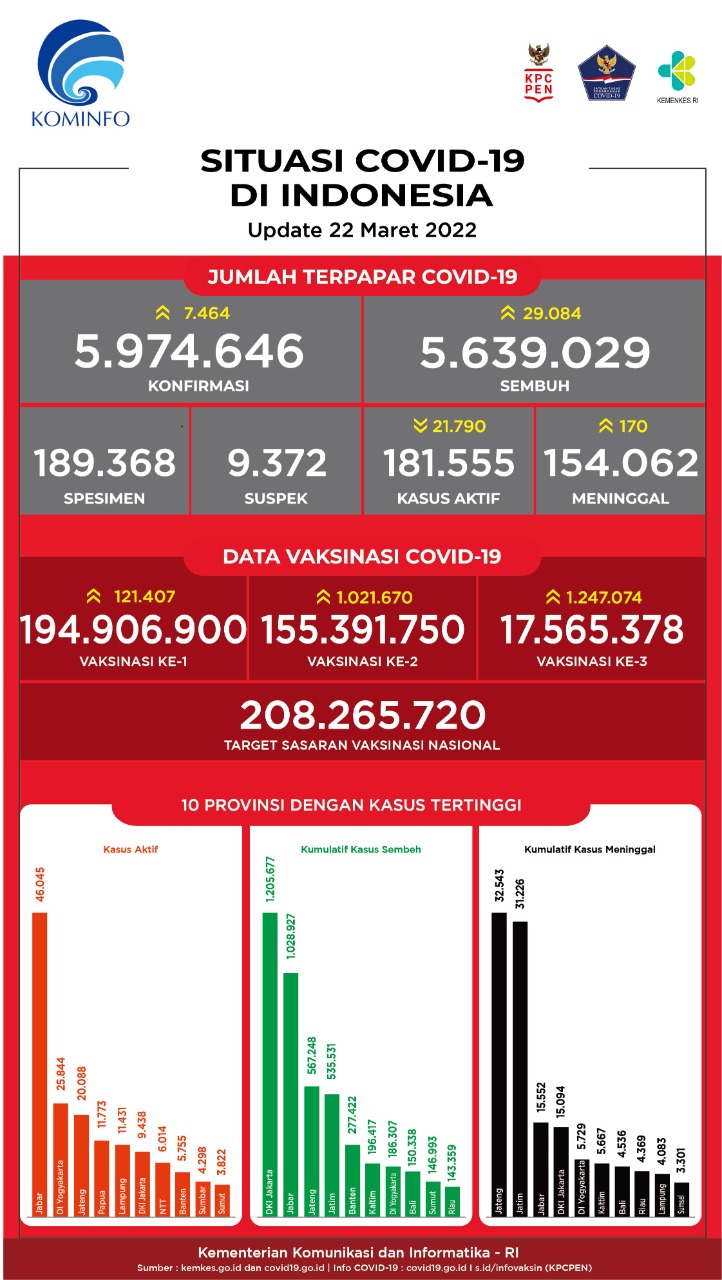 KOMINFO
KPC
PEN
COVID-19
KEMENKES RI
SITUASI COVID-19
DI INDONESIA
Update 22 Maret 2022
JUMLAH TERPAPAR COVID-19
7.464
5.974.646
KONFIRMASI
29.084
5.639.029
SEMBUH
189.368
SPESIMEN
9.372
SUSPEK
21.790
181.555
KASUS AKTIF
170
154.062
MENINGGAL
DATA VAKSINASI COVID-19
121.407
194.906.900
VAKSINASI KE-1
1.021.670
155.391.750
VAKSINASI KE-2
1.247.074
17.565.378
VAKSINASI KE-3
208.265.720
TARGET SASARAN VAKSINASI NASIONAL
10 PROVINSI DENGAN KASUS TERTINGGI
Kasus Aktif
46.045
Jabar
25.844
DI Yogyakarta
20.088
Jateng
11.773
Papua
11.431
Lampung
9.438
DKI Jakarta
6.014
NTT
5.755
Banten
4.298
Sumbar
3.822
Sumut
Kumulatif Kasus Sembeh
1.205.677
DKI Jakarta
1.028.927
Jabar
567.248
Jateng
535.531
Jatim
277.422
Banten
196.417
Kaltim
186.307
DI Yogyakarta
150.338
Bali
146.993
Sumut
143.359
Riau
Kumulatif Kasus Meninggal
32.543
Jateng
31.226
Jatim
15.552
Jabar
15.094
DKI Jakarta
5.729
DI Yogyakarta
5.667
Kaltim
4.536
Bali
4.369
Riau
4.083
Lampung
3.301
Sumsel
Kementerian Komunikasi dan Informatika - RI
Sumber : kemkes.go.id dan covid19.go.id | Info COVID-19 : covid19.go.id I s.id/infovaksin (KPCPEN)